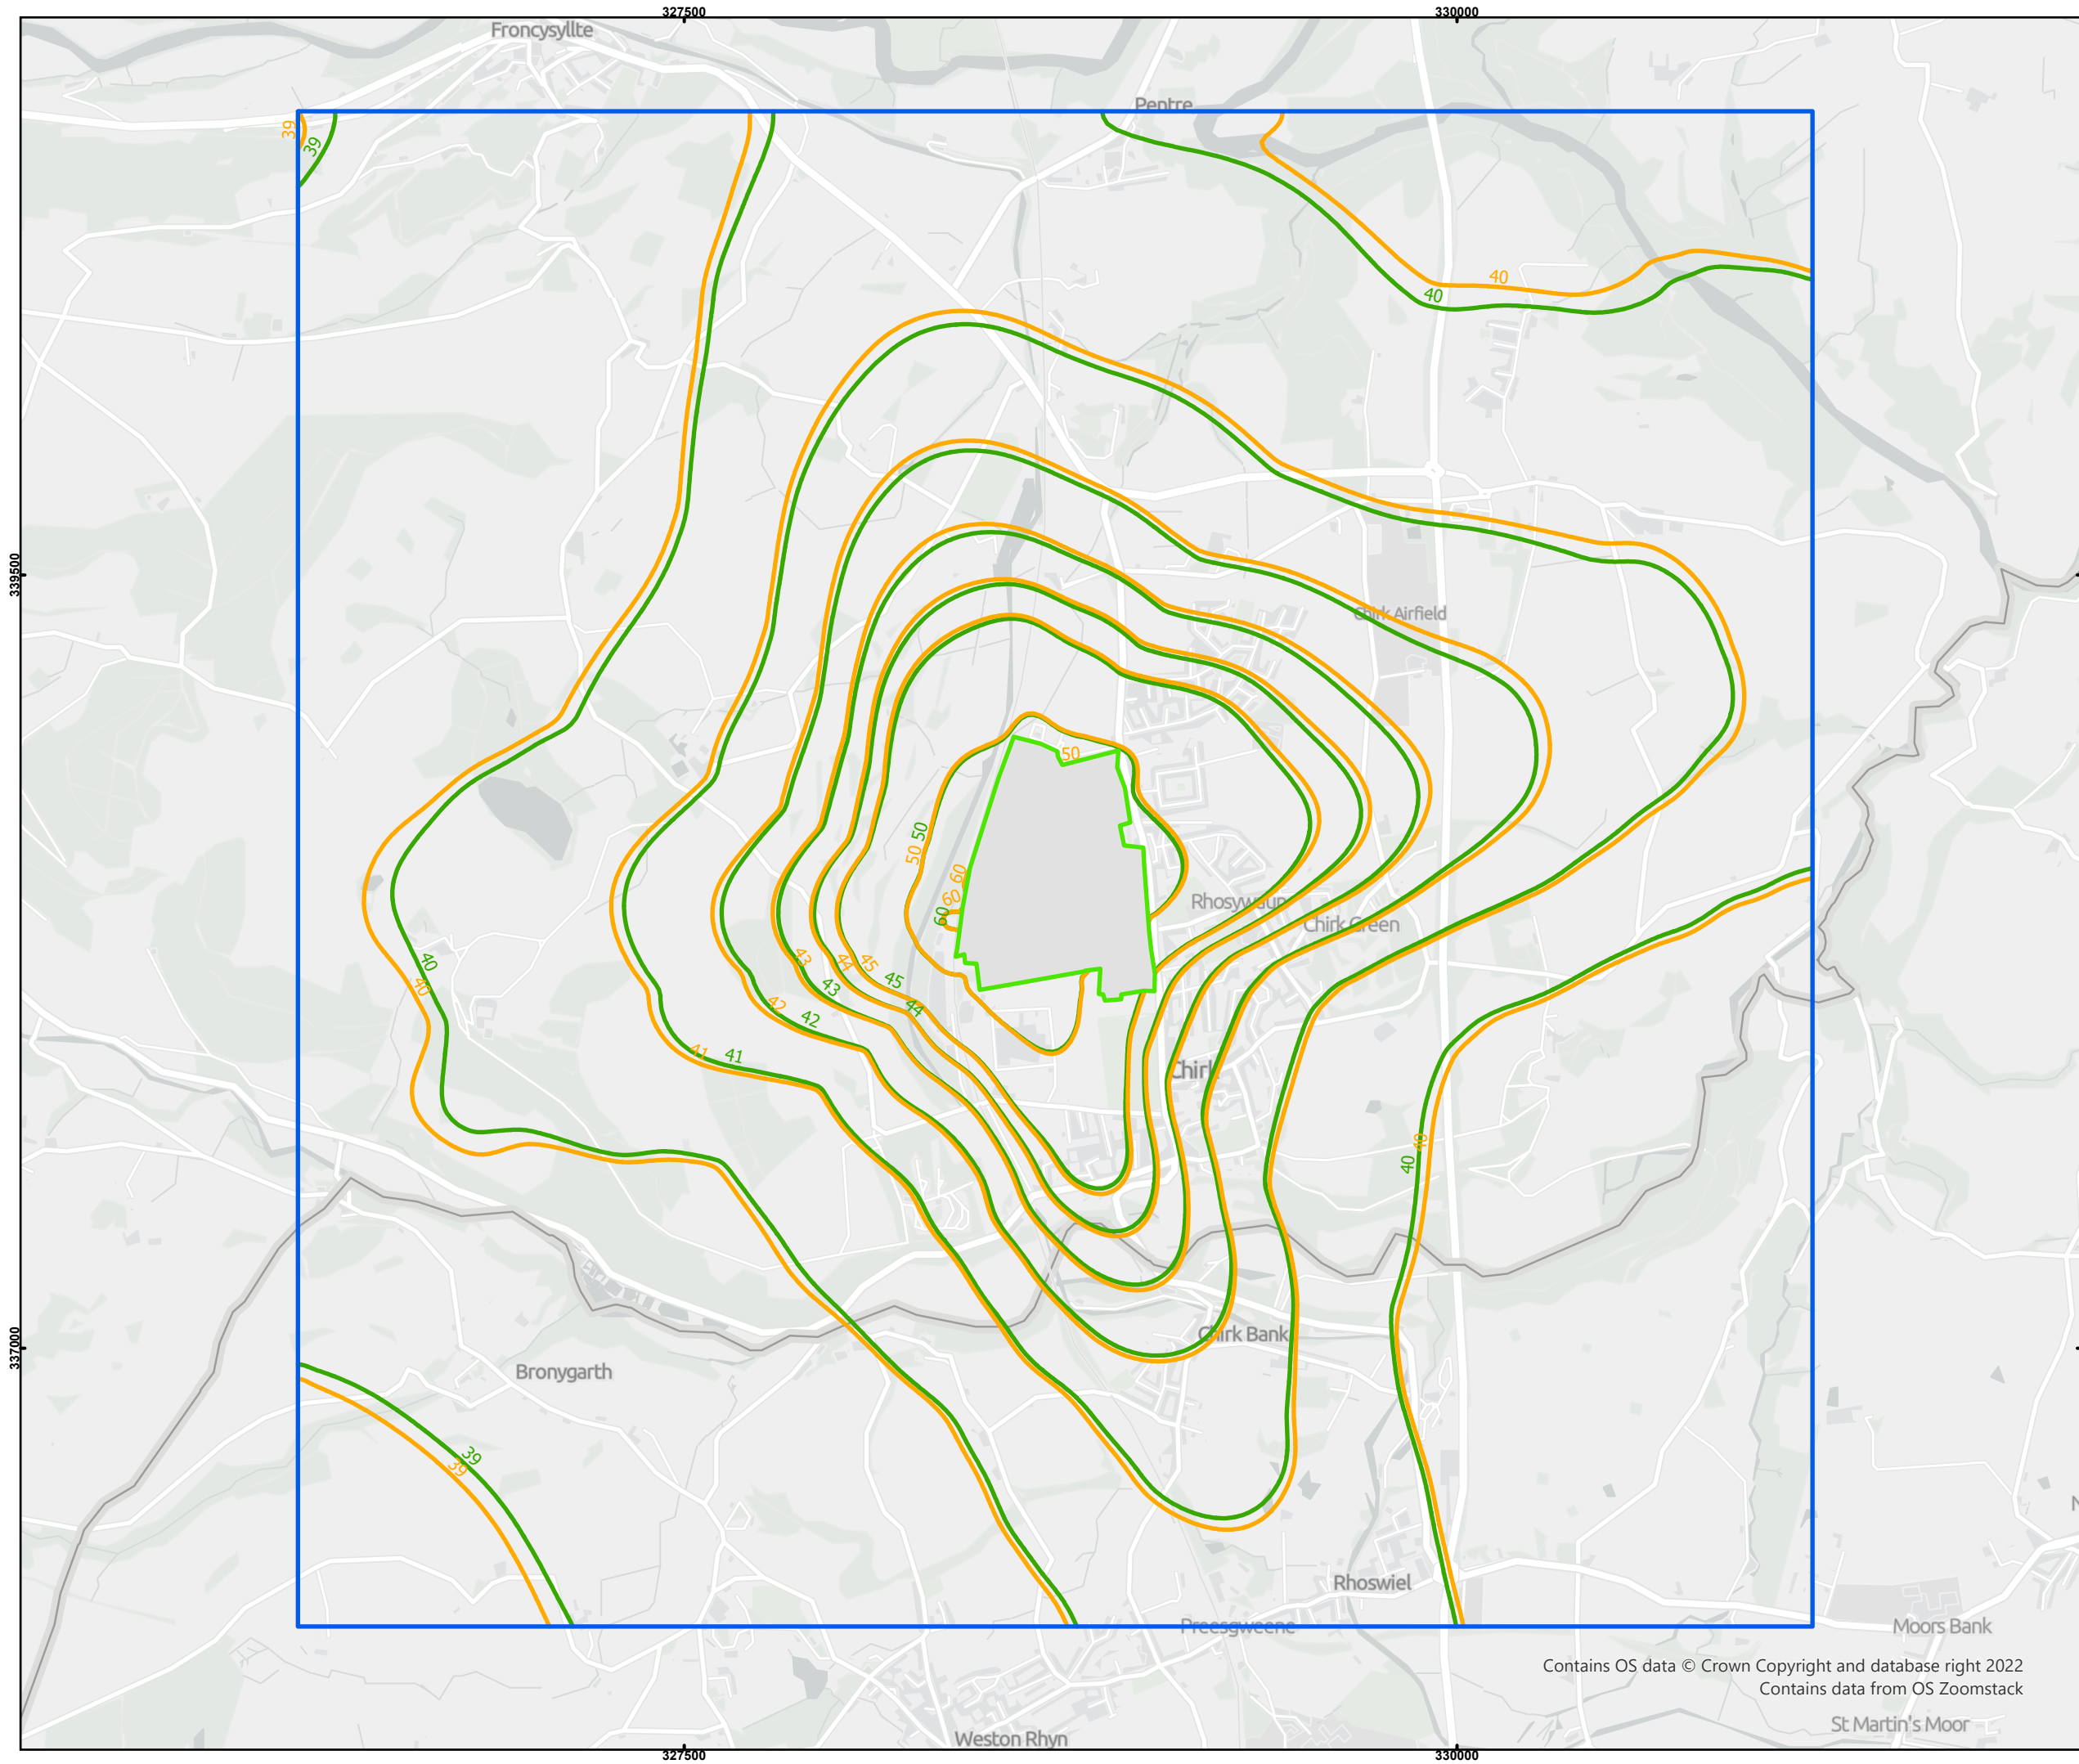 327500
330000
Froncysyllte
Pentre
39
39
40
40
339500
Chirk Airfield
50
50
50
60
60
60
Rhosywaun
Chirk Green
40
40
43
44
45
45
43
44
42
42
41
41
Chirk
40
40
337000
Chirk Bank
Bronygarth
39
39
N
Rhoswiel
Preesgweene
Moors Bank
Contains OS data © Crown Copyright and database right 2022
Contains data from OS Zoomstack
St Martin's Moor
Weston Rhyn
327500
330000